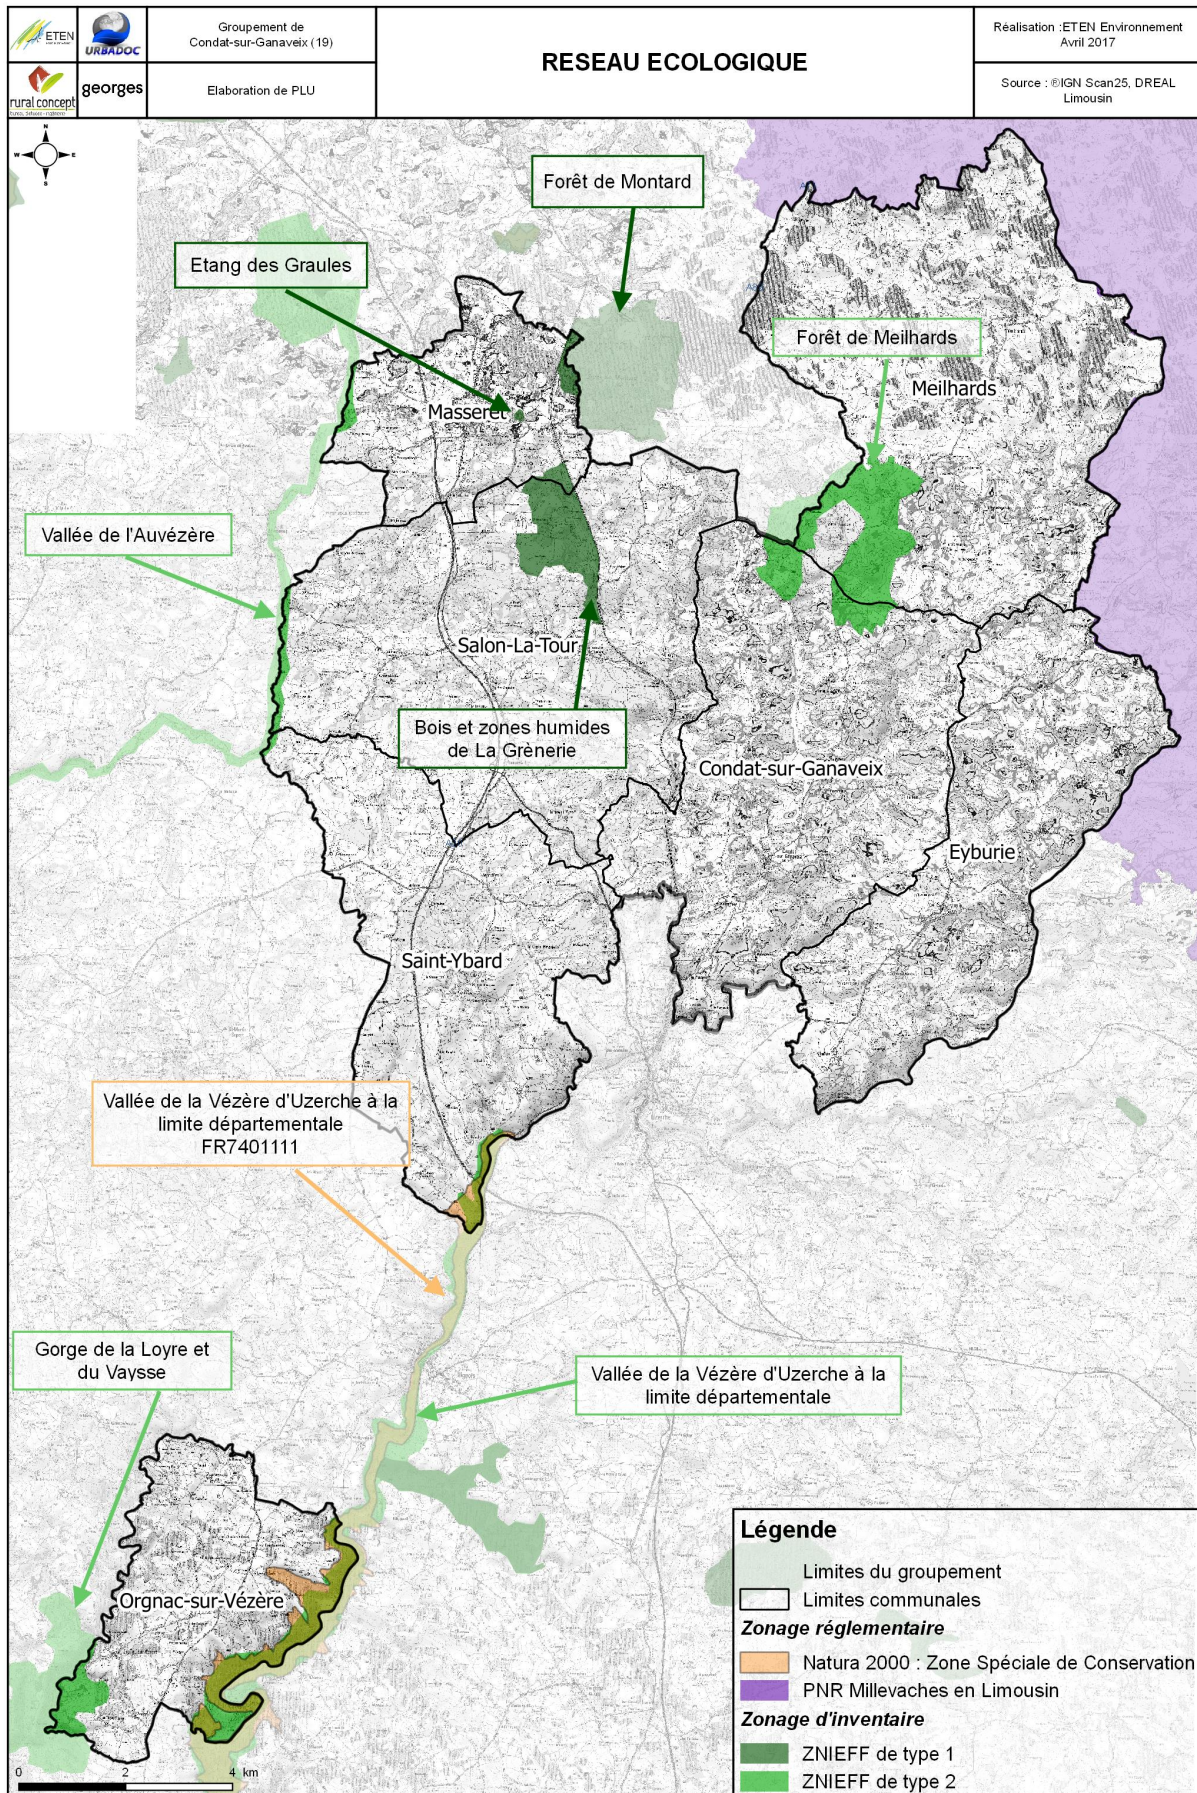 ETEN
URBADOC
rural concept
georges
Groupement de
Condat-sur-Ganaveix (19)
Elaboration de PLU
RESEAU ECOLOGIQUE
Réalisation :ETEN Environnement
Avril 2017
Source : ®IGN Scan25, DREAL
Limousin
N
W
E
S
Forêt de Montard
Etang des Graules
Forêt de Meilhards
Meilhards
Masseret
Vallée de l'Auvézère
Salon-La-Tour
Bois et zones humides
de La Grènerie
Condat-sur-Ganaveix
Eyburie
Saint-Ybard
Vallée de la Vézère d'Uzerche à la
limite départementale
FR7401111
Gorge de la Loyre et
du Vaysse
Vallée de la Vézère d'Uzerche à la
limite départementale
Orgnac-sur-Vézère
Légende
Limites du groupement
Limites communales
Zonage réglementaire
Natura 2000 : Zone Spéciale de Conservation
PNR Millevaches en Limousin
Zonage d'inventaire
ZNIEFF de type 1
ZNIEFF de type 2
0
2
4 km